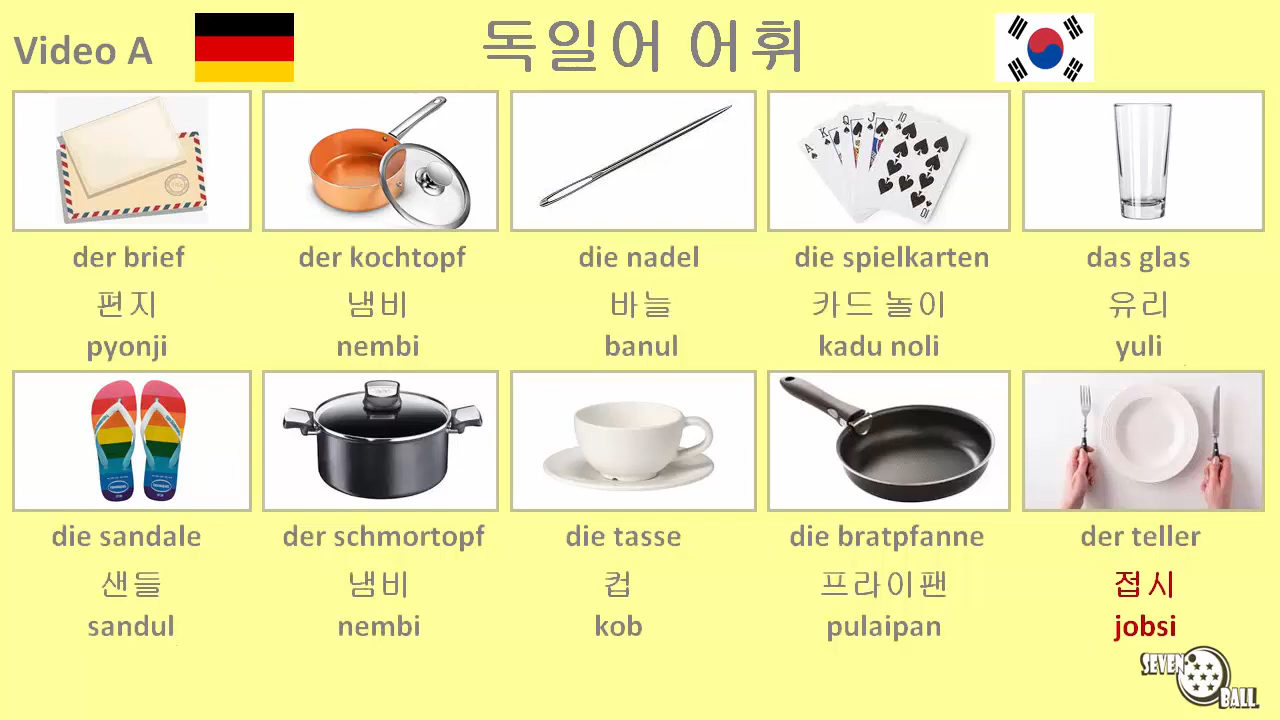 Video A
독일어 어휘
der brief
편지
pyonji
der kochtopf
냄비
nembi
die nadel
바늘
banul
die spielkarten
카드 놀이
kadu noli
das glas
유리
yuli
die sandale
샌들
sandul
der schmortopf
냄비
nembi
die tasse
컵
kob
die bratpfanne
프라이팬
pulaipan
der teller
접시
jobsi
A
K
Q
J
10
10
SEVEN
BALL